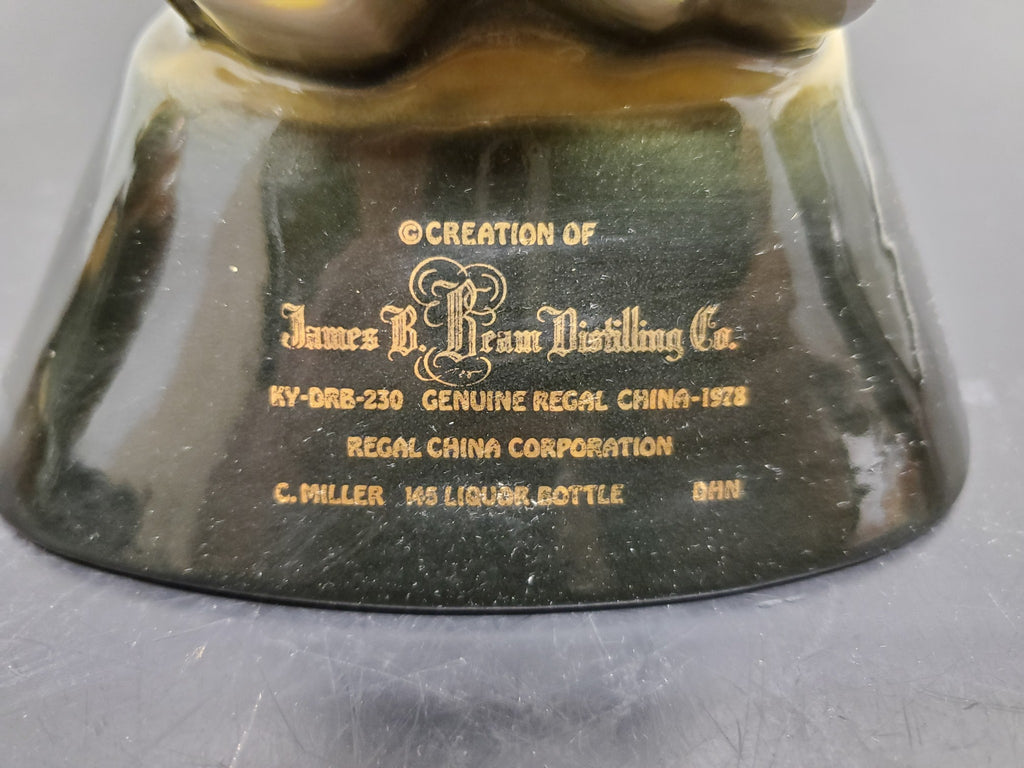 ©CREATION OF
James B. Beam Distilling Co.
KY-DRB-230 GENUINE REGAL CHINA-1978
REGAL CHINA CORPORATION
C. MILLER 145 LIQUOR BOTTLE